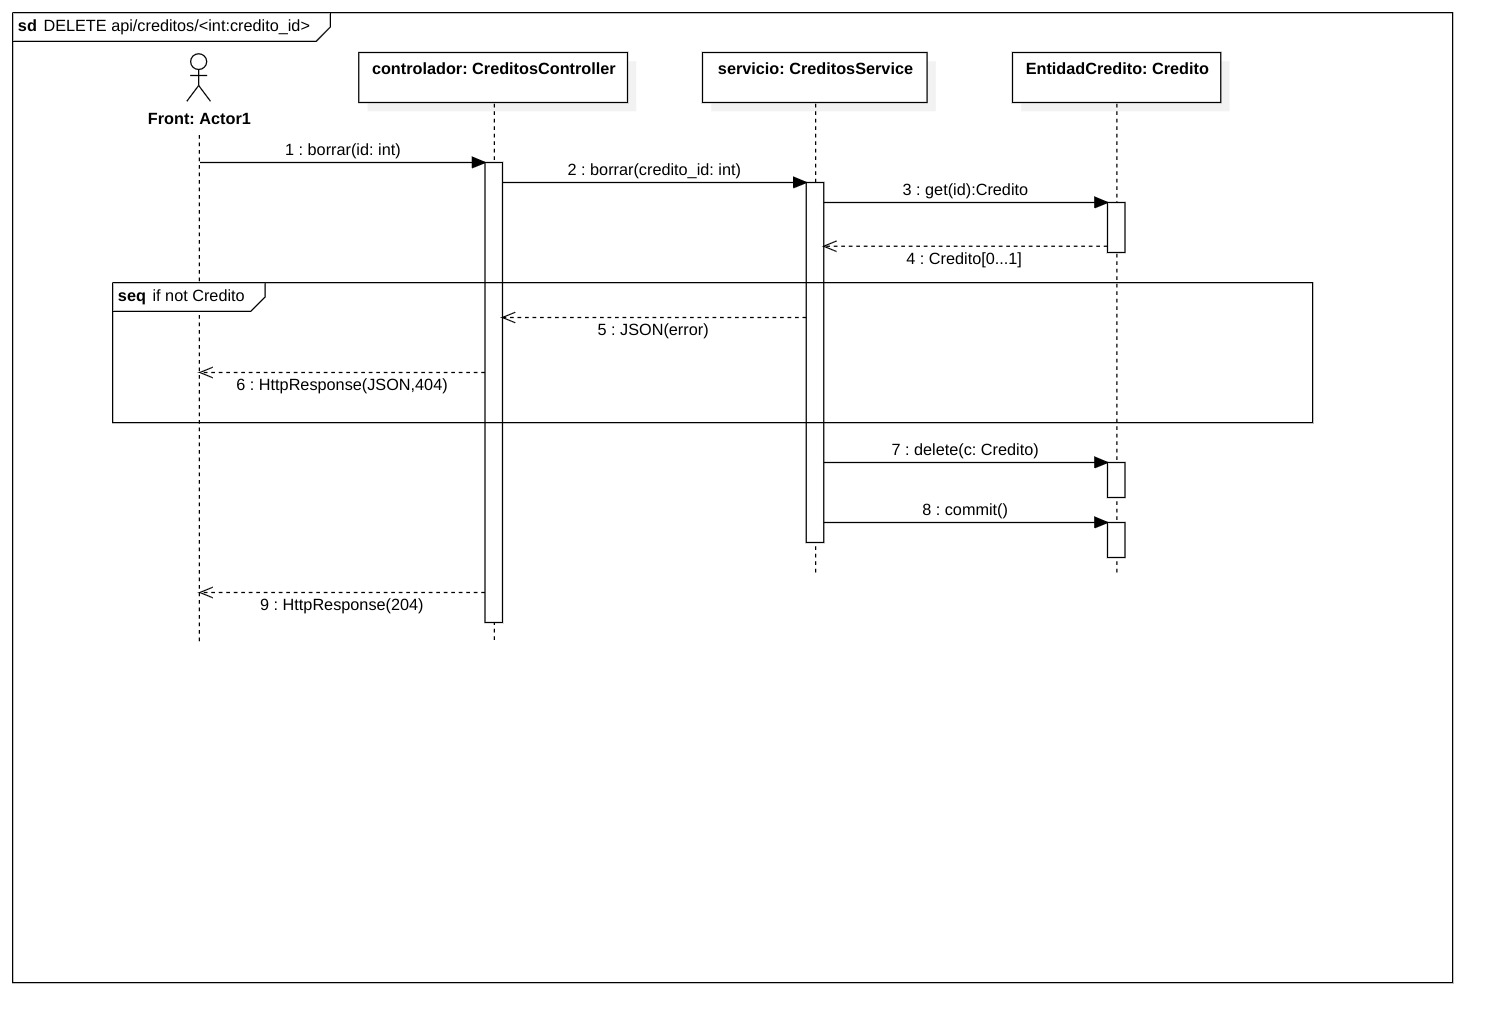 sd DELETE api/creditos/<int:credito_id>
Front: Actor1
controlador: CreditosController
servicio: CreditosService
EntidadCredito: Credito
1 : borrar(id: int)
2 : borrar(credito_id: int)
3 : get(id):Credito
4 : Credito[0...1]
seq if not Credito
5 : JSON(error)
6 : HttpResponse(JSON,404)
7 : delete(c: Credito)
8 : commit()
9 : HttpResponse(204)